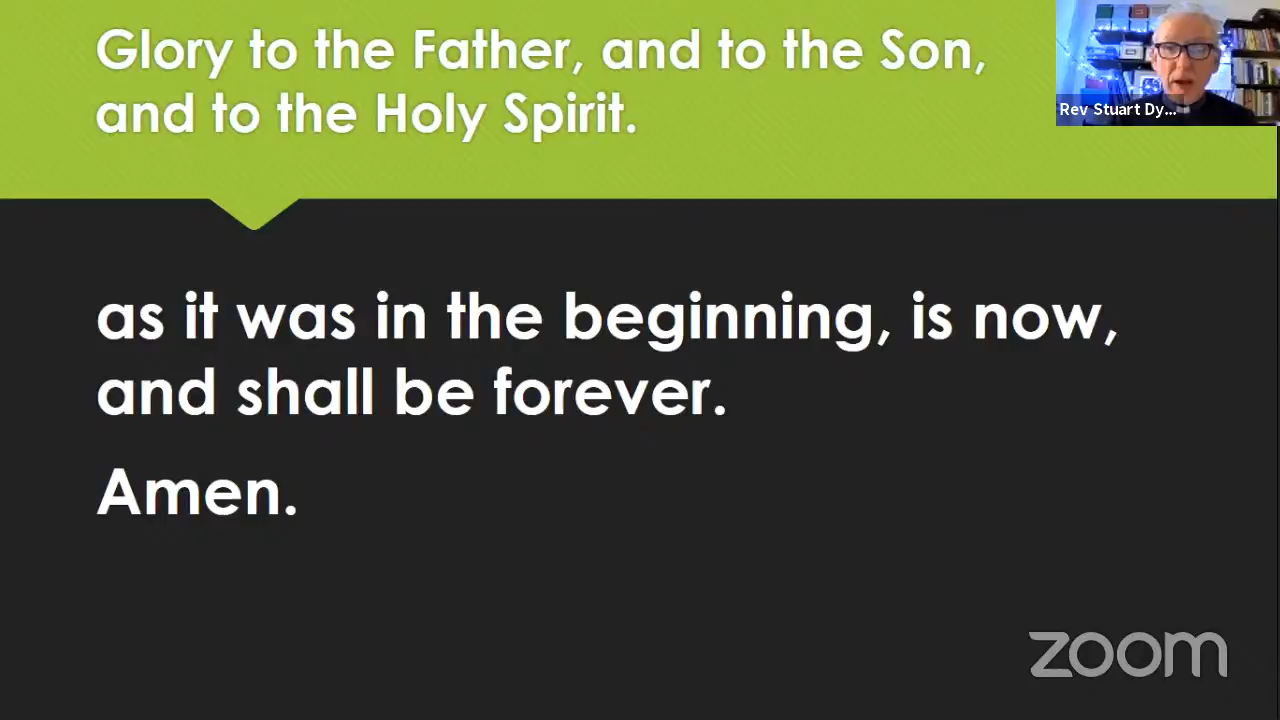 Glory to the Father, and to the Son,
and to the Holy Spirit.
Rev Stuart Dy...
as it was in the beginning, is now,
and shall be forever.
Amen.
zoom